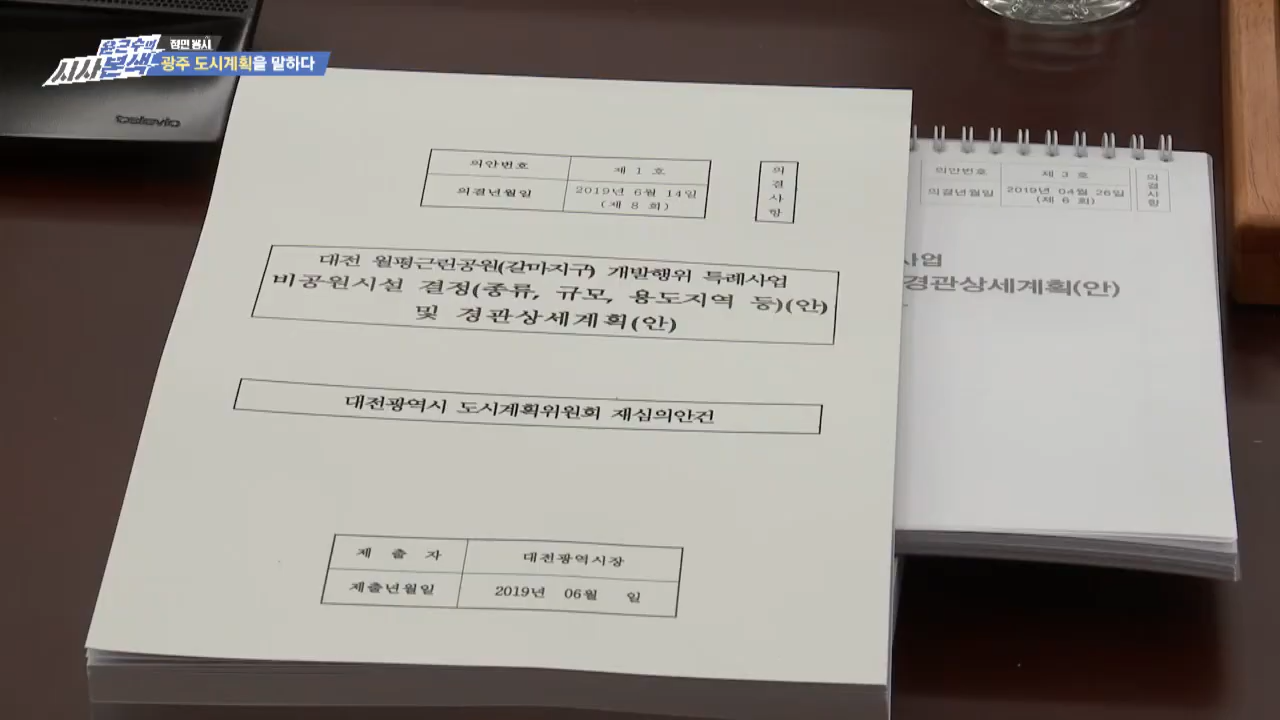 윤근수의
시사본색
점면 응시
광주 도시계획을 말하다
의안번호 제 1 호
의결년월일 2019년 6월 14일
(제 8 회)
의결사항
대전 월평근린공원(갈마지구) 개발행위 특례사업
비공원시설 결정(종류, 규모, 용도지역 등)(안)
및 경관상세계획(안)
대전광역시 도시계획위원회 재심의안건
제 출 자 대전광역시장
제출년월일 2019년 06월 일
의안번호 제 3 호
의결년월일 2019년 04월 26일
(제 6 회)
의결사항
사업
경관상세계획(안)